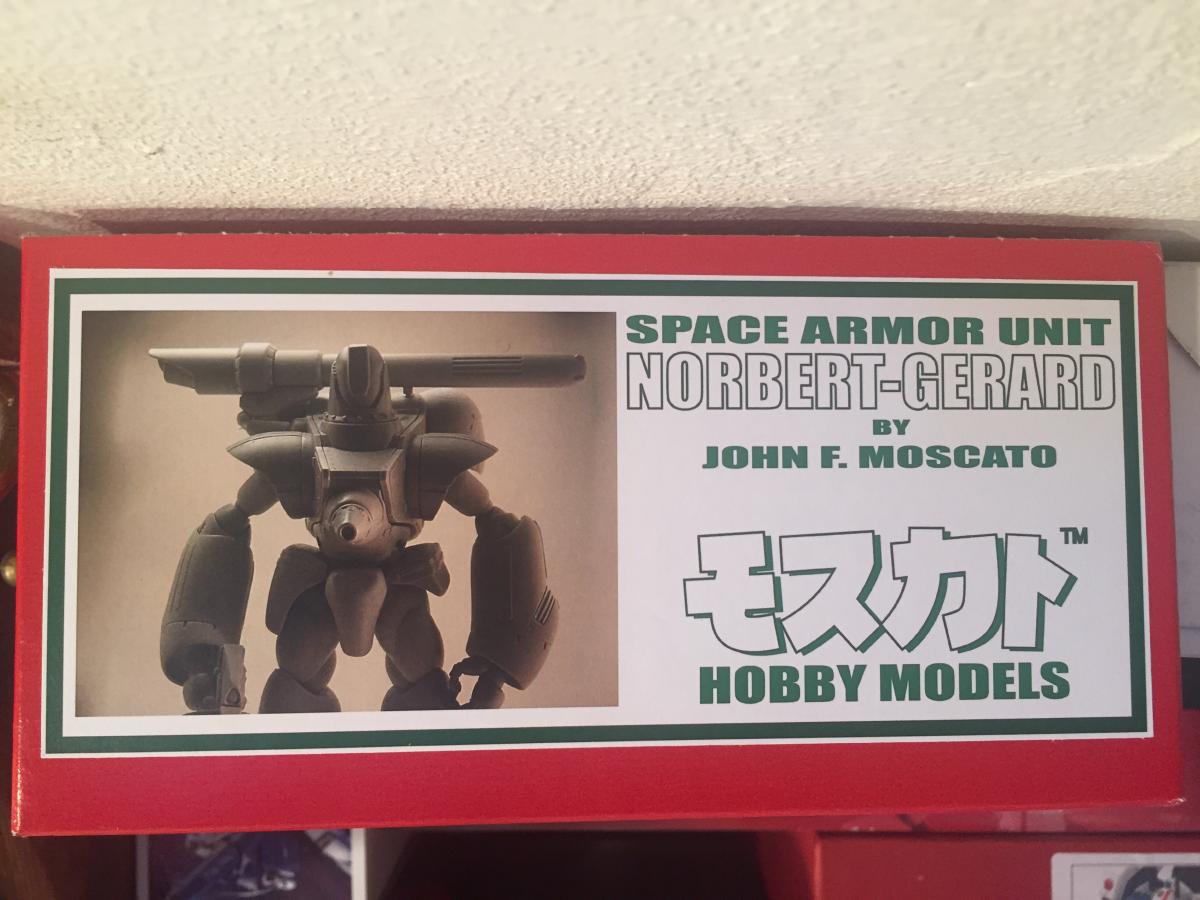 SPACE ARMOR UNIT
NORBERT-GERARD
BY
JOHN F. MOSCATO
モスカト™
HOBBY MODELS